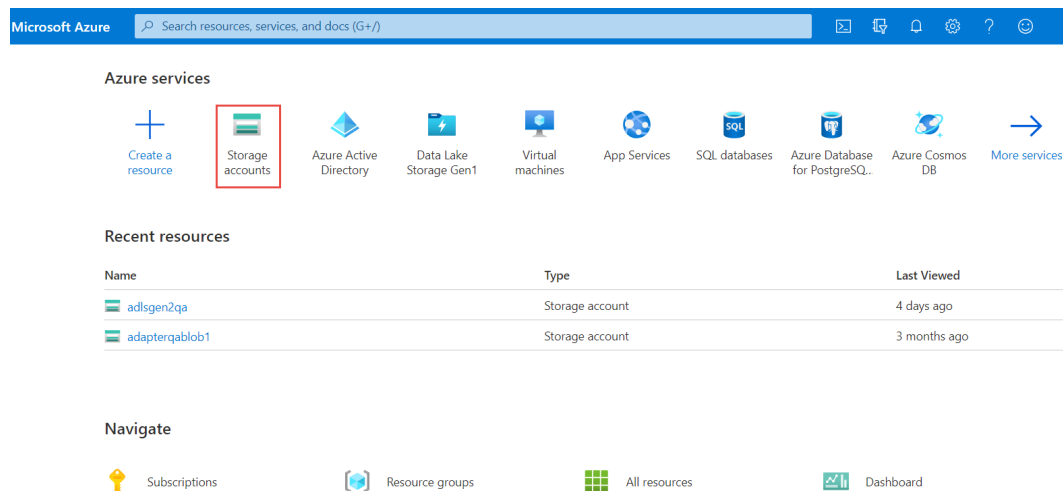 Microsoft Azure
Search resources, services, and docs (G+/)
Azure services
Create a resource
Storage accounts
Azure Active Directory
Data Lake Storage Gen1
Virtual machines
App Services
SQL databases
Azure Database for PostgreSQ...
Azure Cosmos DB
More services
Recent resources
Name Type Last Viewed
adlsgen2qa Storage account 4 days ago
adapterqablob1 Storage account 3 months ago
Navigate
Subscriptions Resource groups All resources Dashboard